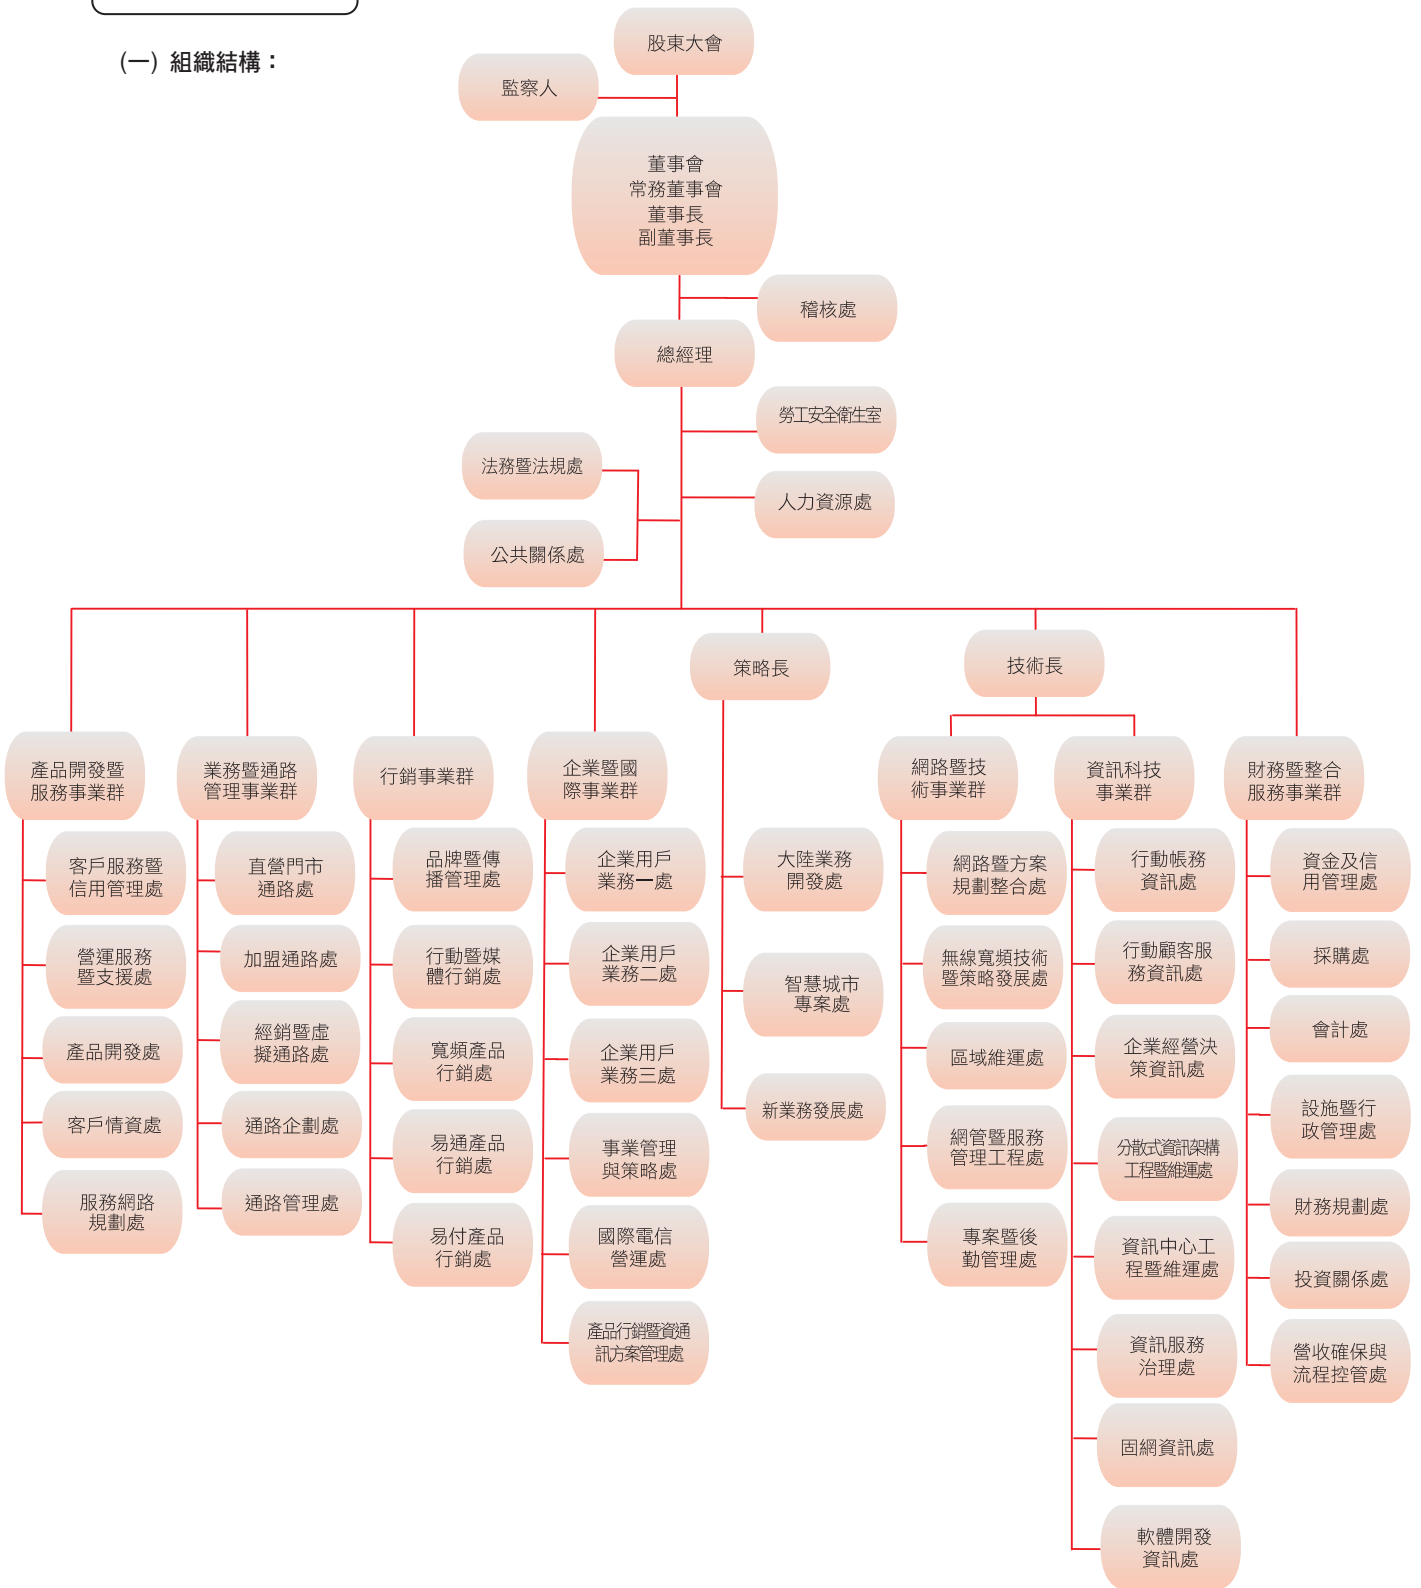 (一) 組織結構：
股東大會
監察人
董事會
常務董事會
董事長
副董事長
稽核處
總經理
勞工安全衛生室
法務暨法規處
人力資源處
公共關係處
策略長
技術長
產品開發暨
服務事業群
客戶服務暨
信用管理處
營運服務
暨支援處
產品開發處
客戶情資處
服務網路
規劃處
業務暨通路
管理事業群
直營門市
通路處
加盟通路處
經銷暨虛
擬通路處
通路企劃處
通路管理處
行銷事業群
品牌暨傳
播管理處
行動暨媒
體行銷處
寬頻產品
行銷處
易通產品
行銷處
易付產品
行銷處
企業暨國
際事業群
企業用戶
業務一處
企業用戶
業務二處
企業用戶
業務三處
事業管理
與策略處
國際電信
營運處
產品行銷暨資通
訊方案管理處
大陸業務
開發處
智慧城市
專案處
新業務發展處
網路暨技
術事業群
網路暨方案
規劃整合處
無線寬頻技術
暨策略發展處
區域維運處
網管暨服務
管理工程處
專案暨後
勤管理處
資訊科技
事業群
行動帳務
資訊處
行動顧客服
務資訊處
企業經營決
策資訊處
分散式資訊架構
工程暨維運處
資訊中心工
程暨維運處
資訊服務
治理處
固網資訊處
軟體開發
資訊處
財務暨整合
服務事業群
資金及信
用管理處
採購處
會計處
設施暨行
政管理處
財務規劃處
投資關係處
營收確保與
流程控管處